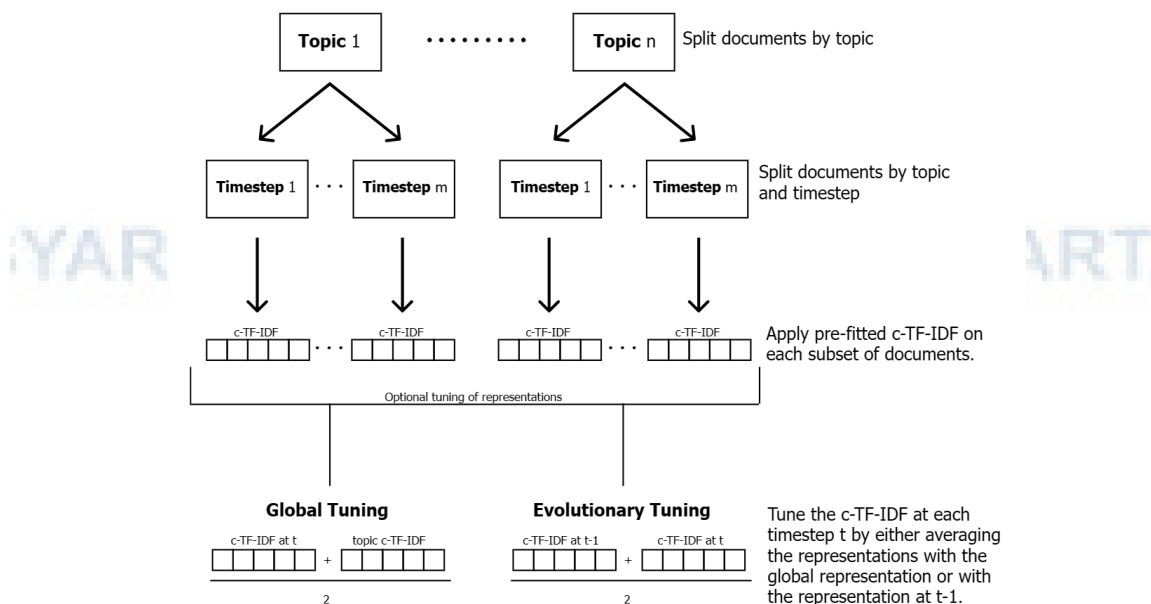 Topic 1 ......... Topic n Split documents by topic
Timestep 1 ... Timestep m Timestep 1 ... Timestep m
Split documents by topic
and timestep
YAR
ART
c-TF-IDF ... c-TF-IDF c-TF-IDF ... c-TF-IDF
Apply pre-fitted c-TF-IDF on
each subset of documents.
Optional tuning of representations
Global Tuning
c-TF-IDF at t + topic c-TF-IDF
2
Evolutionary Tuning
c-TF-IDF at t-1 + c-TF-IDF at t
2
Tune the c-TF-IDF at each
timestep t by either averaging
the representations with the
global representation or with
the representation at t-1.